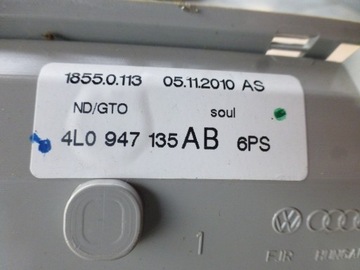 1855.0.113 05.11.2010 AS
ND/GTO soul
4L0 947 135 AB 6PS
1